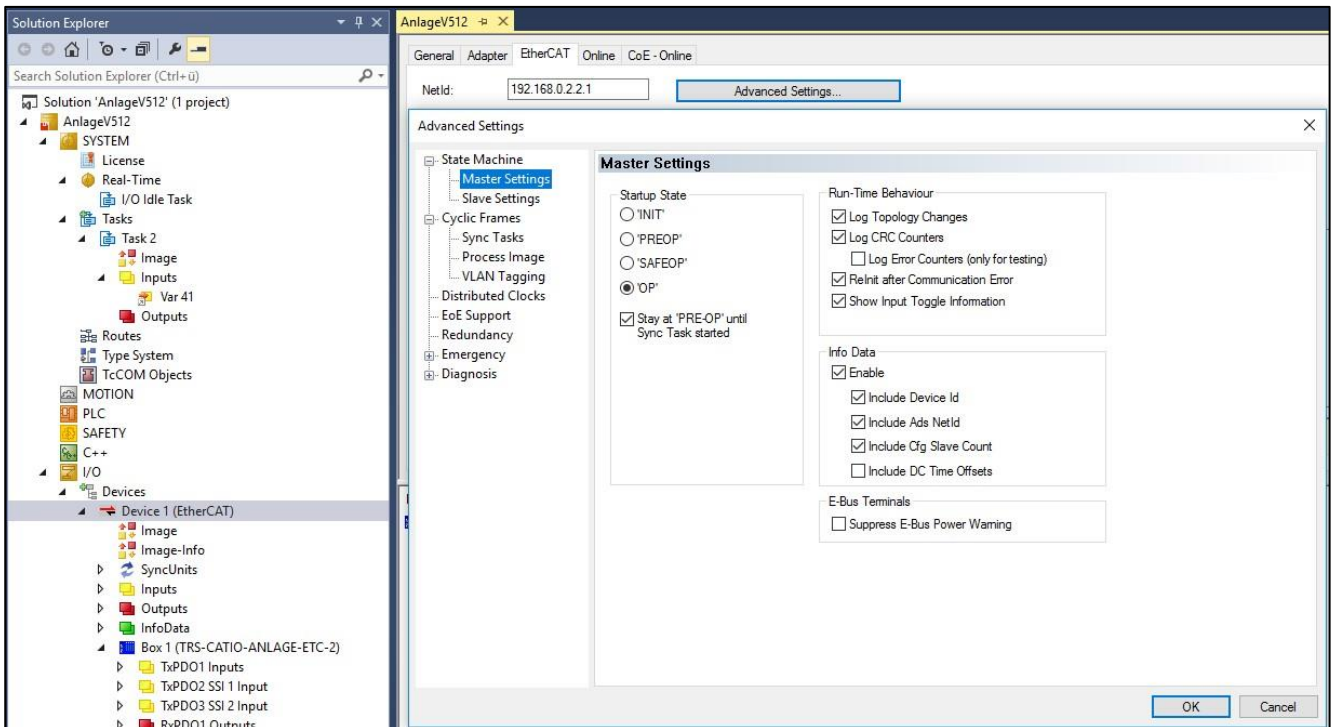 Solution Explorer
Search Solution Explorer (Ctrl+ü)
Solution 'AnlageV512' (1 project)
AnlageV512
SYSTEM
License
Real-Time
I/O Idle Task
Tasks
Task 2
Image
Inputs
Var 41
Outputs
Routes
Type System
TcCOM Objects
MOTION
PLC
SAFETY
C++
I/O
Devices
Device 1 (EtherCAT)
Image
Image-Info
SyncUnits
Inputs
Outputs
InfoData
Box 1 (TRS-CATIO-ANLAGE-ETC-2)
TxPDO1 Inputs
TxPDO2 SSI 1 Input
TxPDO3 SSI 2 Input
RxPDO1 Outputs
AnlageV512
General Adapter EtherCAT Online CoE - Online
NetId: 192.168.0.2.2.1 Advanced Settings...
Advanced Settings
State Machine
Master Settings
Slave Settings
Cyclic Frames
Sync Tasks
Process Image
VLAN Tagging
Distributed Clocks
EoE Support
Redundancy
Emergency
Diagnosis
Master Settings
Startup State
'INIT'
'PREOP'
'SAFEOP'
'OP'
Stay at 'PRE-OP' until
Sync Task started
Run-Time Behaviour
Log Topology Changes
Log CRC Counters
Log Error Counters (only for testing)
ReInit after Communication Error
Show Input Toggle Information
Info Data
Enable
Include Device Id
Include Ads NetId
Include Cfg Slave Count
Include DC Time Offsets
E-Bus Terminals
Suppress E-Bus Power Warning
OK Cancel